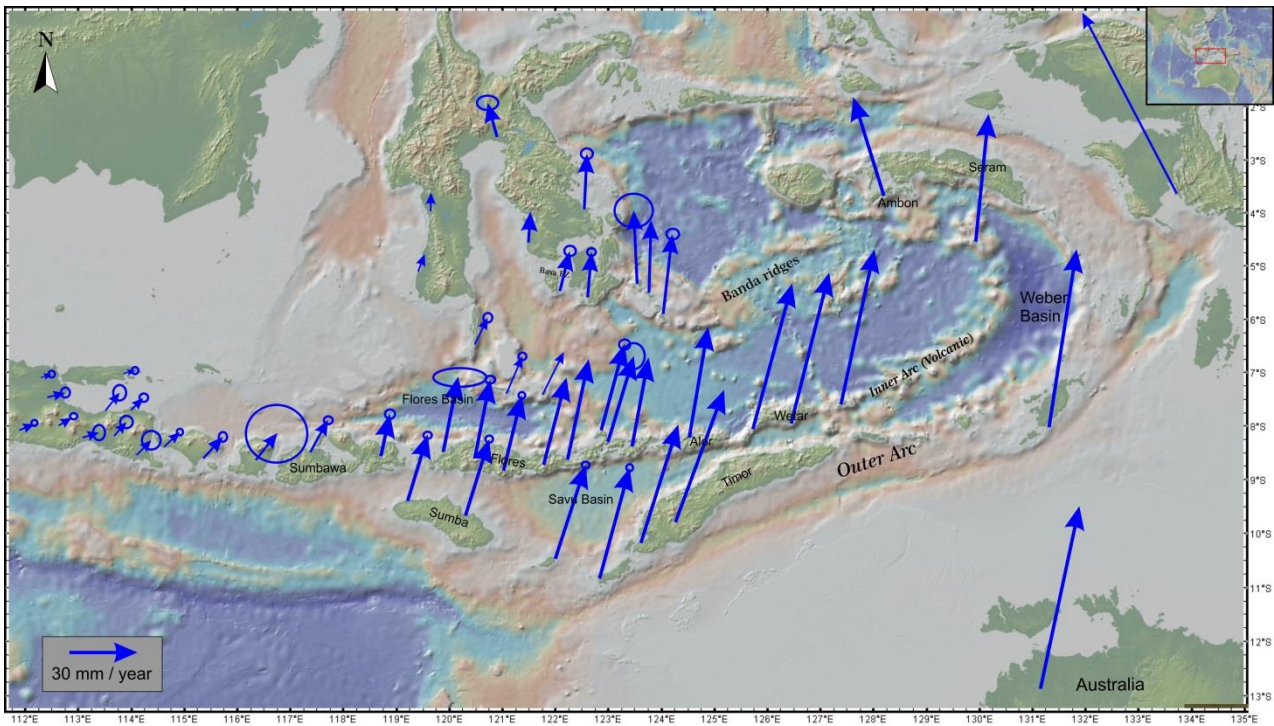 N
2°S
3°S
4°S
5°S
6°S
7°S
8°S
9°S
10°S
11°S
12°S
13°S
Seram
Ambon
Banda ridges
Weber
Basin
Inner Arc (Volcanic)
Flores Basin
Wetar
Alor
Flores
Sumbawa
Outer Arc
Timor
Savu Basin
Sumba
30 mm / year
Australia
112°E
113°E
114°E
115°E
116°E
117°E
118°E
119°E
120°E
121°E
122°E
123°E
124°E
125°E
126°E
127°E
128°E
129°E
130°E
131°E
132°E
133°E
134°E
135°E